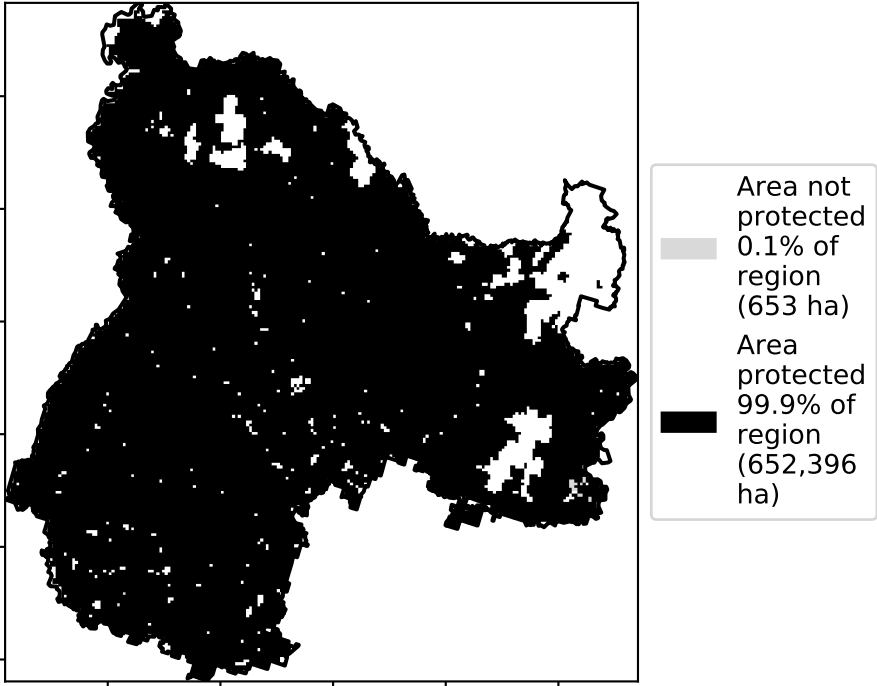 Area not
protected
0.1% of
region
(653 ha)
Area
protected
99.9% of
region
(652,396
ha)